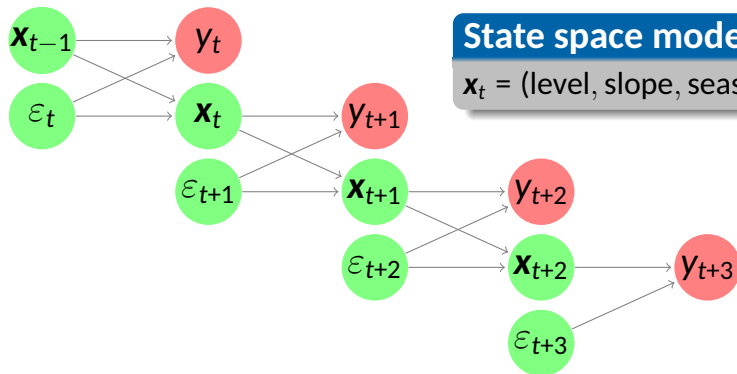 x_{t−1} y_t
State space mode
ε_t x_t y_{t+1}
x_t = (level, slope, seas
ε_{t+1} x_{t+1} y_{t+2}
ε_{t+2} x_{t+2} y_{t+3}
ε_{t+3}